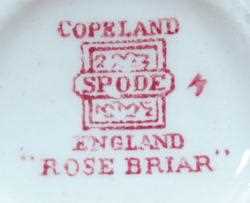 COPELAND
SPODE
ENGLAND
"ROSE BRIAR"